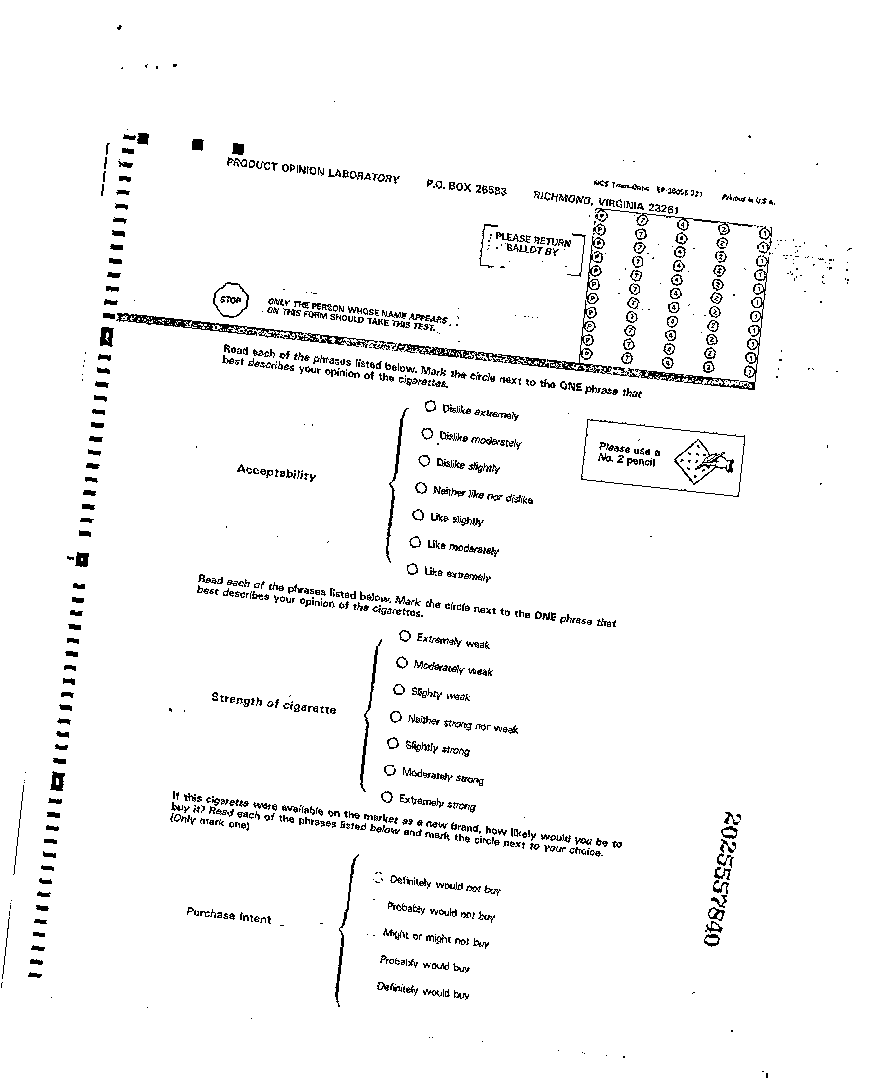 PRODUCT OPINION LABORATORY P.O. BOX 26583 RICHMOND, VIRGINIA 23261
Printed in U.S.A.
PLEASE RETURN
BALLOT BY
STOP
ONLY THE PERSON WHOSE NAME APPEARS
ON THIS FORM SHOULD TAKE THIS TEST.
Read each of the phrases listed below. Mark the circle next to the ONE phrase that
best describes your opinion of the cigarettes.
Acceptability
Dislike extremely
Dislike moderately
Dislike slightly
Neither like nor dislike
Like slightly
Like moderately
Like extremely
Please use a
No. 2 pencil
Read each of the phrases listed below. Mark the circle next to the ONE phrase that
best describes your opinion of the cigarettes.
Strength of cigarette
Extremely weak
Moderately weak
Slighty weak
Neither strong nor weak
Slightly strong
Moderately strong
Extremely strong
If this cigarette were available on the market as a new brand, how likely would you be to
buy it? Read each of the phrases listed below and mark the circle next to your choice.
(Only mark one)
Purchase Intent
Definitely would not buy
Probably would not buy
Might or might not buy
Probably would buy
Definitely would buy
2025557840